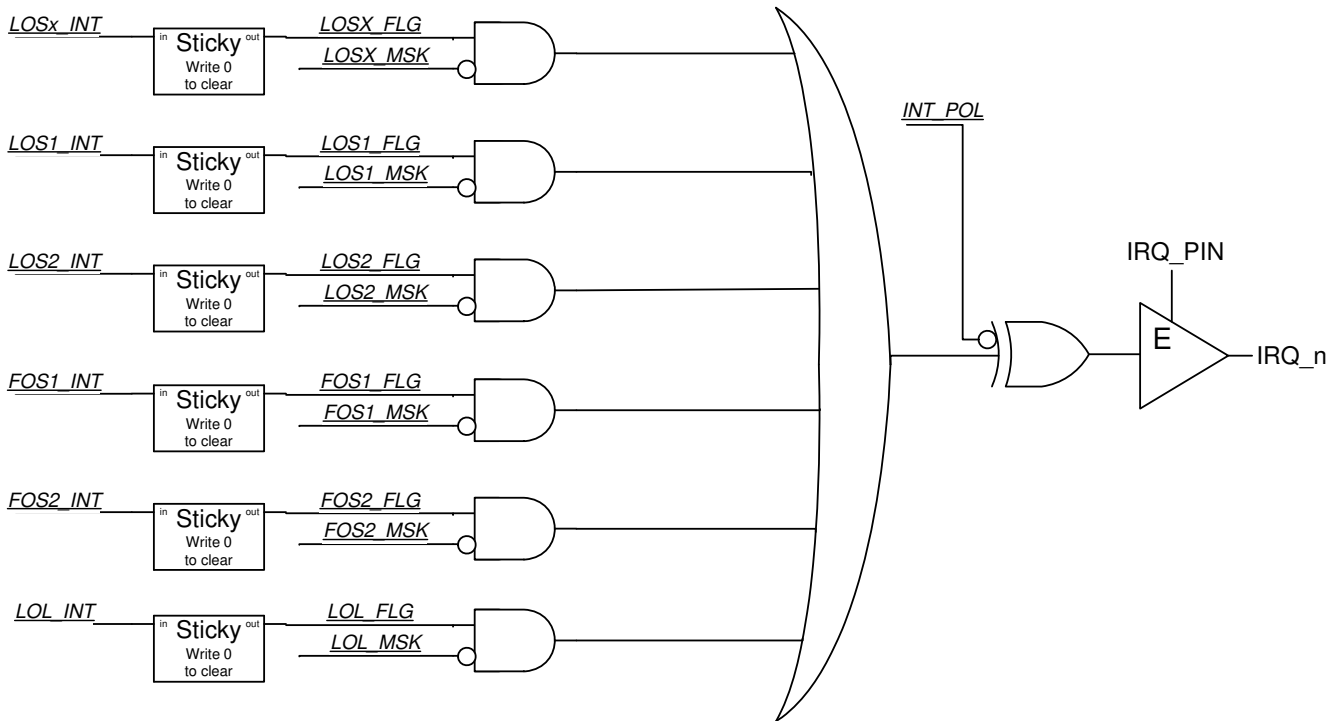 LOSx_INT
in Sticky out
Write 0
to clear
LOSX_FLG
LOSX_MSK
LOS1_INT
in Sticky out
Write 0
to clear
LOS1_FLG
LOS1_MSK
LOS2_INT
in Sticky out
Write 0
to clear
LOS2_FLG
LOS2_MSK
FOS1_INT
in Sticky out
Write 0
to clear
FOS1_FLG
FOS1_MSK
FOS2_INT
in Sticky out
Write 0
to clear
FOS2_FLG
FOS2_MSK
LOL_INT
in Sticky out
Write 0
to clear
LOL_FLG
LOL_MSK
INT_POL
IRQ_PIN
E
IRQ_n